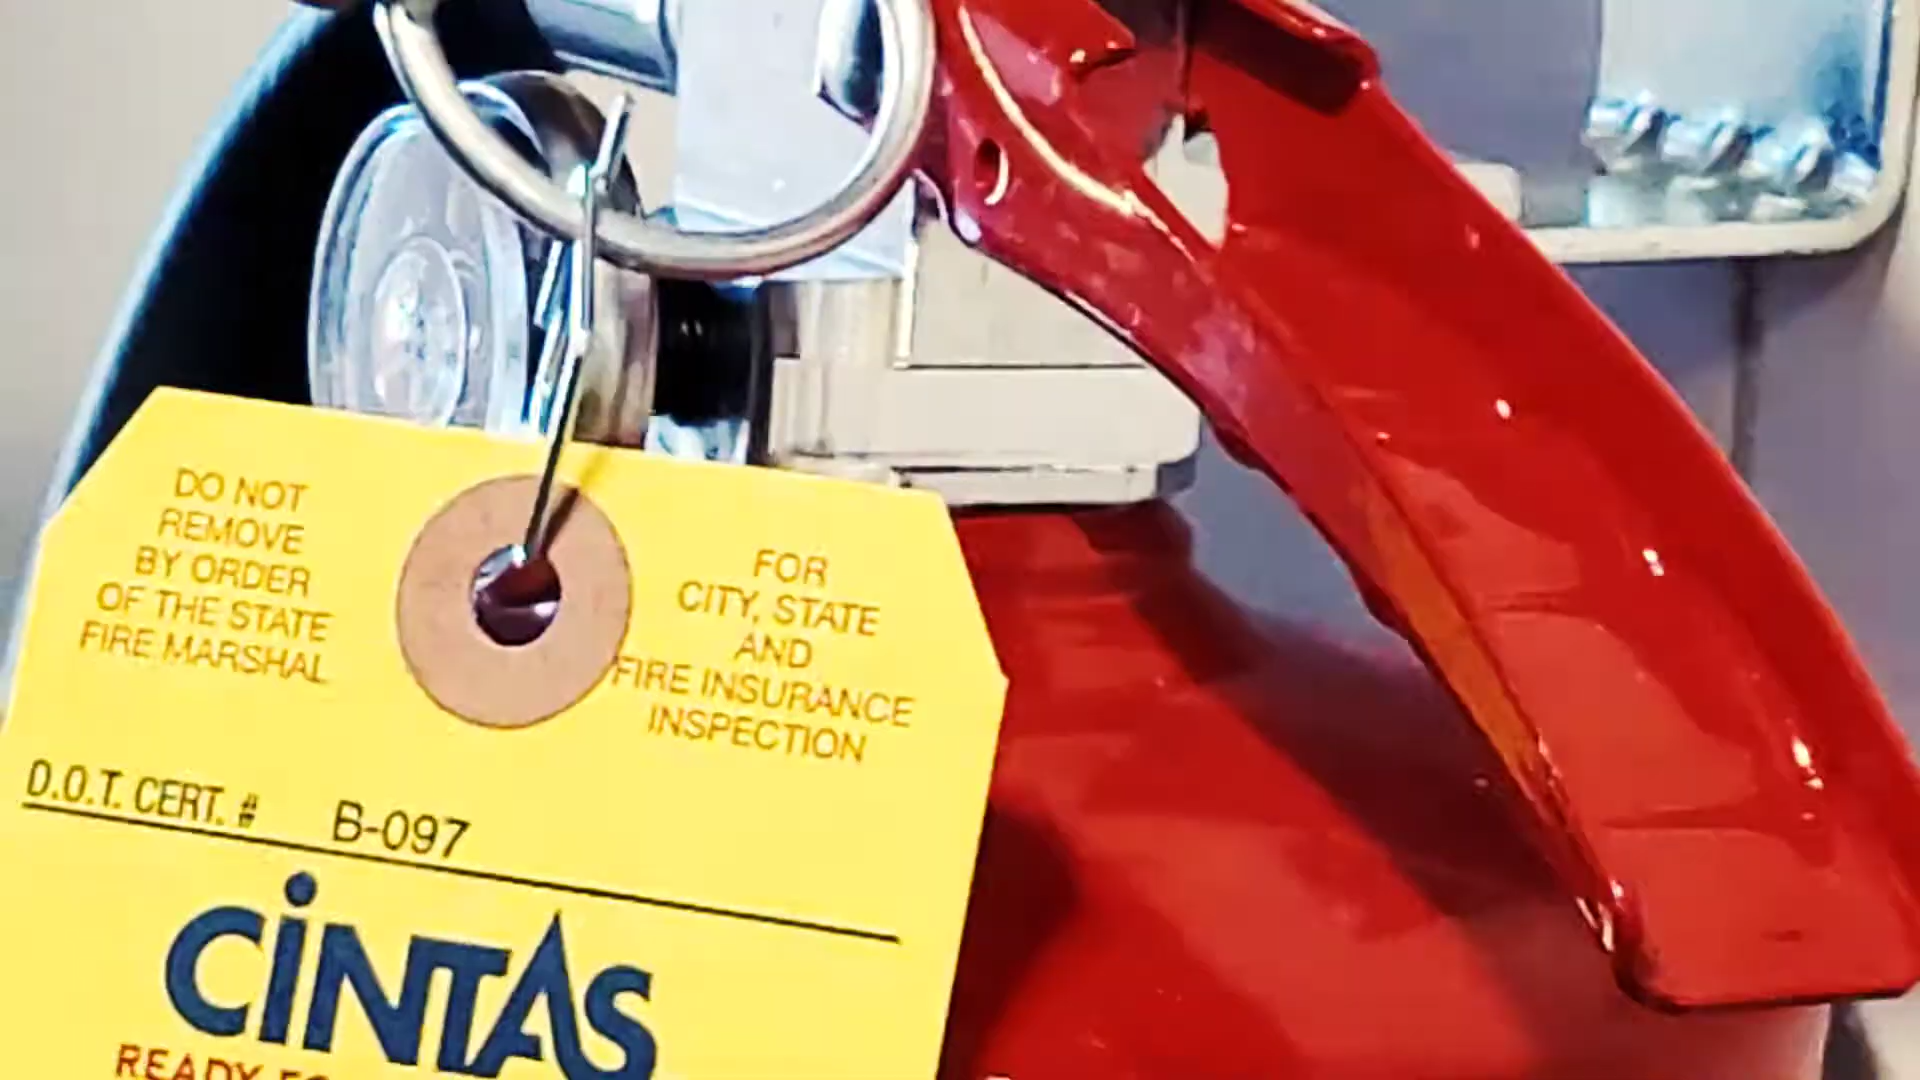 DO NOT
REMOVE
BY ORDER
OF THE STATE
FIRE MARSHAL
FOR
CITY, STATE
AND
FIRE INSURANCE
INSPECTION
D.O.T. CERT. # B-097
CINTAS
READY